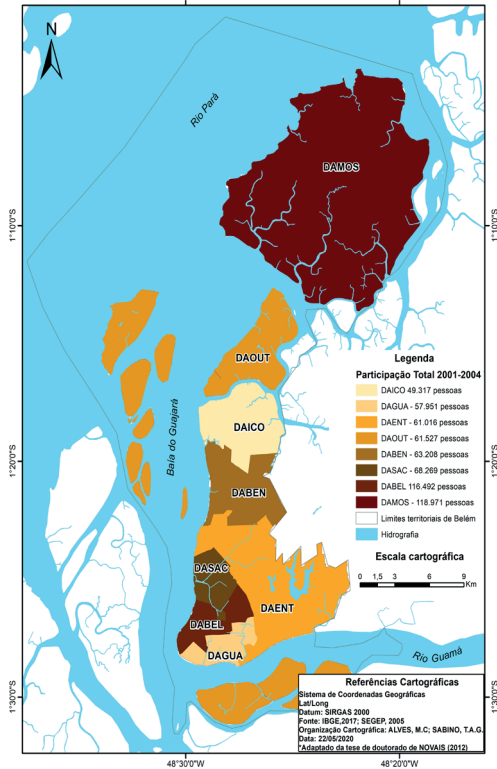 N
Rio Pará
DAMOS
1°10'0"S
1°10'0"S
DAOUT
Legenda
Participação Total 2001-2004
DAICO 49.317 pessoas
DAGUA - 57.951 pessoas
DAENT - 61.016 pessoas
DAOUT - 61.527 pessoas
DABEN - 63.208 pessoas
DASAC - 68.269 pessoas
DABEL 116.492 pessoas
DAMOS - 118.971 pessoas
Limites territoriais de Belém
Hidrografia
Baía do Guajará
DAICO
1°20'0"S
1°20'0"S
DABEN
Escala cartográfica
0 1,5 3 6 9
Km
DASAC
DAENT
DABEL
DAGUA
Rio Guamá
1°30'0"S
1°30'0"S
Referências Cartográficas
Sistema de Coordenadas Geográficas
Lat/Long
Datum: SIRGAS 2000
Fonte: IBGE,2017; SEGEP, 2005
Organização Cartográfica: ALVES, M.C; SABINO, T.A.G.
Data: 22/05/2020
*Adaptado da tese de doutorado de NOVAIS (2012)
48°30'0"W
48°20'0"W